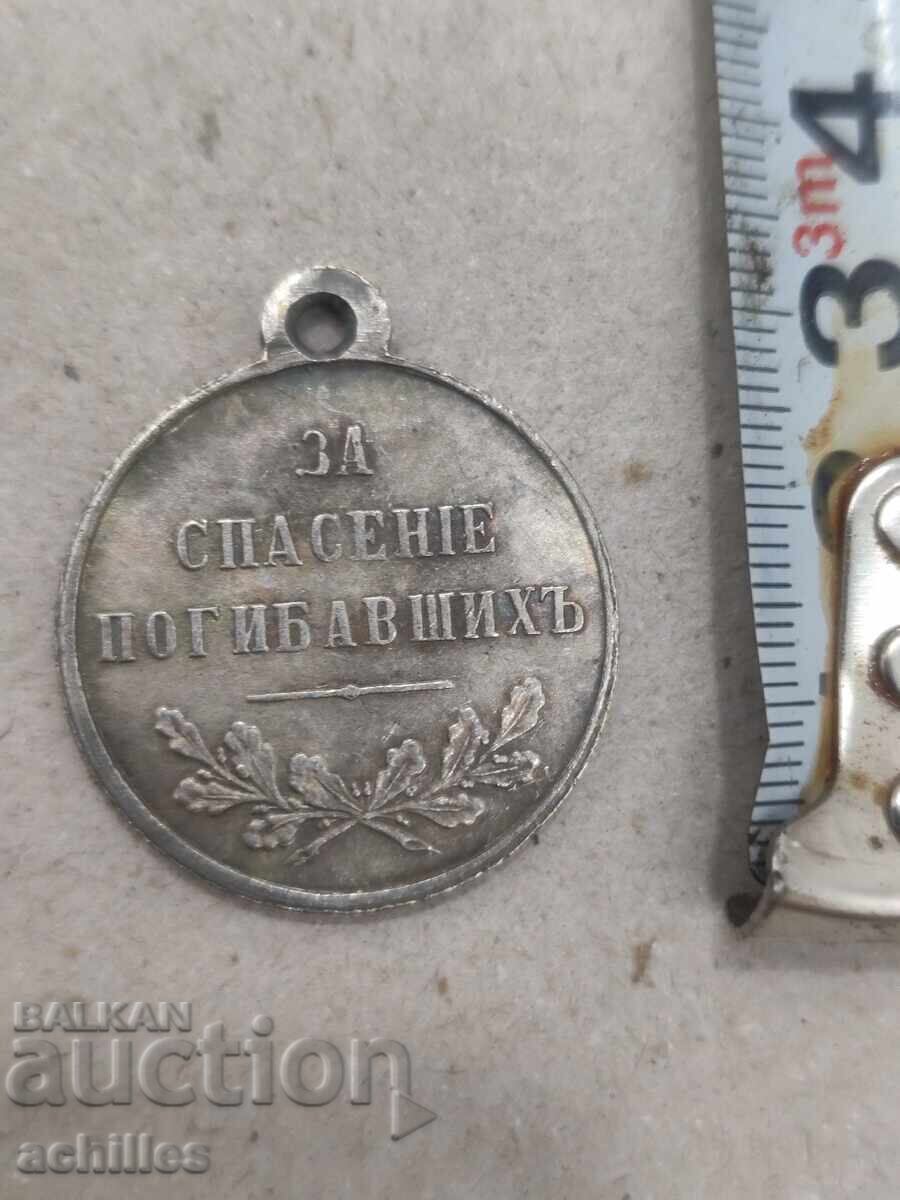 ЗА
СПАСЕНІЕ
ПОГИБАВШИХЪ
4
3m
3
BALKAN
auction
achilles